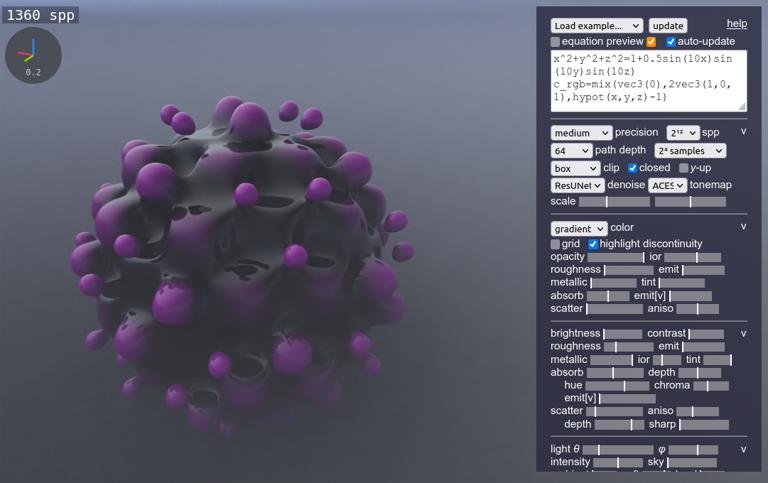 1360 spp
0.2
Load example... update help
equation preview auto-update
x^2+y^2+z^2=1+0.5sin(10x)sin
(10y)sin(10z)
c_rgb=mix(vec3(0),2vec3(1,0,
1),hypot(x,y,z)-1)
medium precision 2¹² spp v
64 path depth 2⁴ samples
box clip closed y-up
ResUNet denoise ACES tonemap
scale
gradient color v
grid highlight discontinuity
opacity ior
roughness emit
metallic tint
absorb emit[v]
scatter aniso
brightness contrast v
roughness emit
metallic ior tint
absorb depth
hue chroma
emit[v]
scatter aniso
depth sharp
light θ φ v
intensity sky